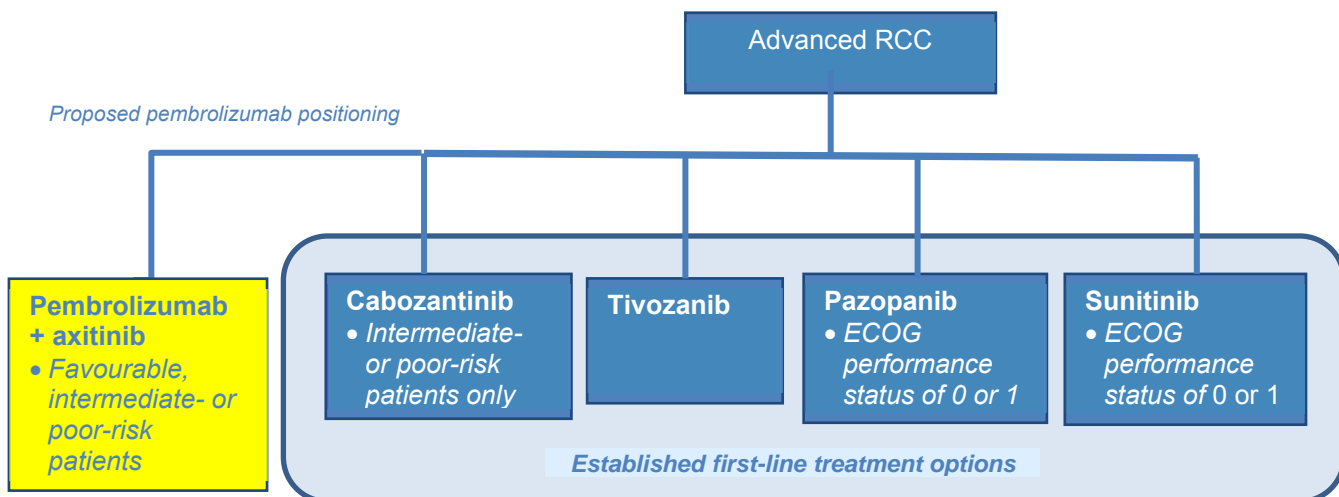 Advanced RCC
Proposed pembrolizumab positioning
Pembrolizumab
+ axitinib
• Favourable,
intermediate- or
poor-risk
patients
Cabozantinib
• Intermediate-
or poor-risk
patients only
Tivozanib
Pazopanib
• ECOG
performance
status of 0 or 1
Sunitinib
• ECOG
performance
status of 0 or 1
Established first-line treatment options